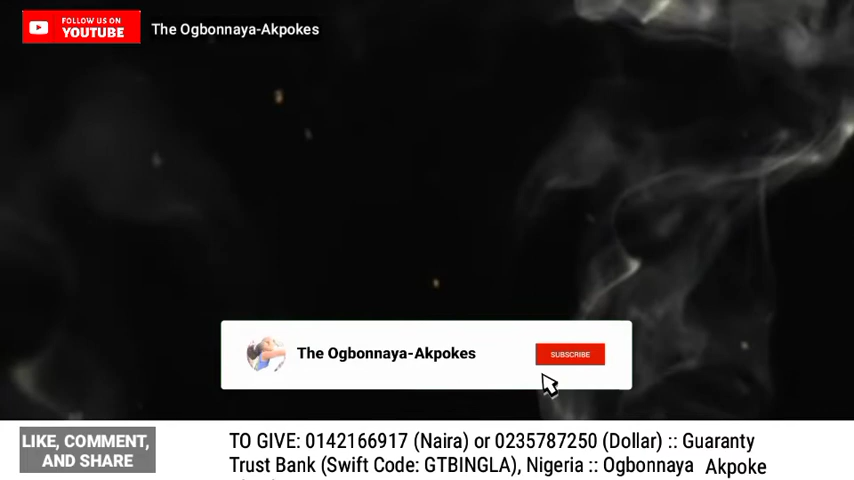 FOLLOW US ON
YOUTUBE
The Ogbonnaya-Akpokes
The Ogbonnaya-Akpokes
SUBSCRIBE
LIKE, COMMENT,
AND SHARE
TO GIVE: 0142166917 (Naira) or 0235787250 (Dollar) :: Guaranty
Trust Bank (Swift Code: GTBINGLA), Nigeria :: Ogbonnaya Akpoke